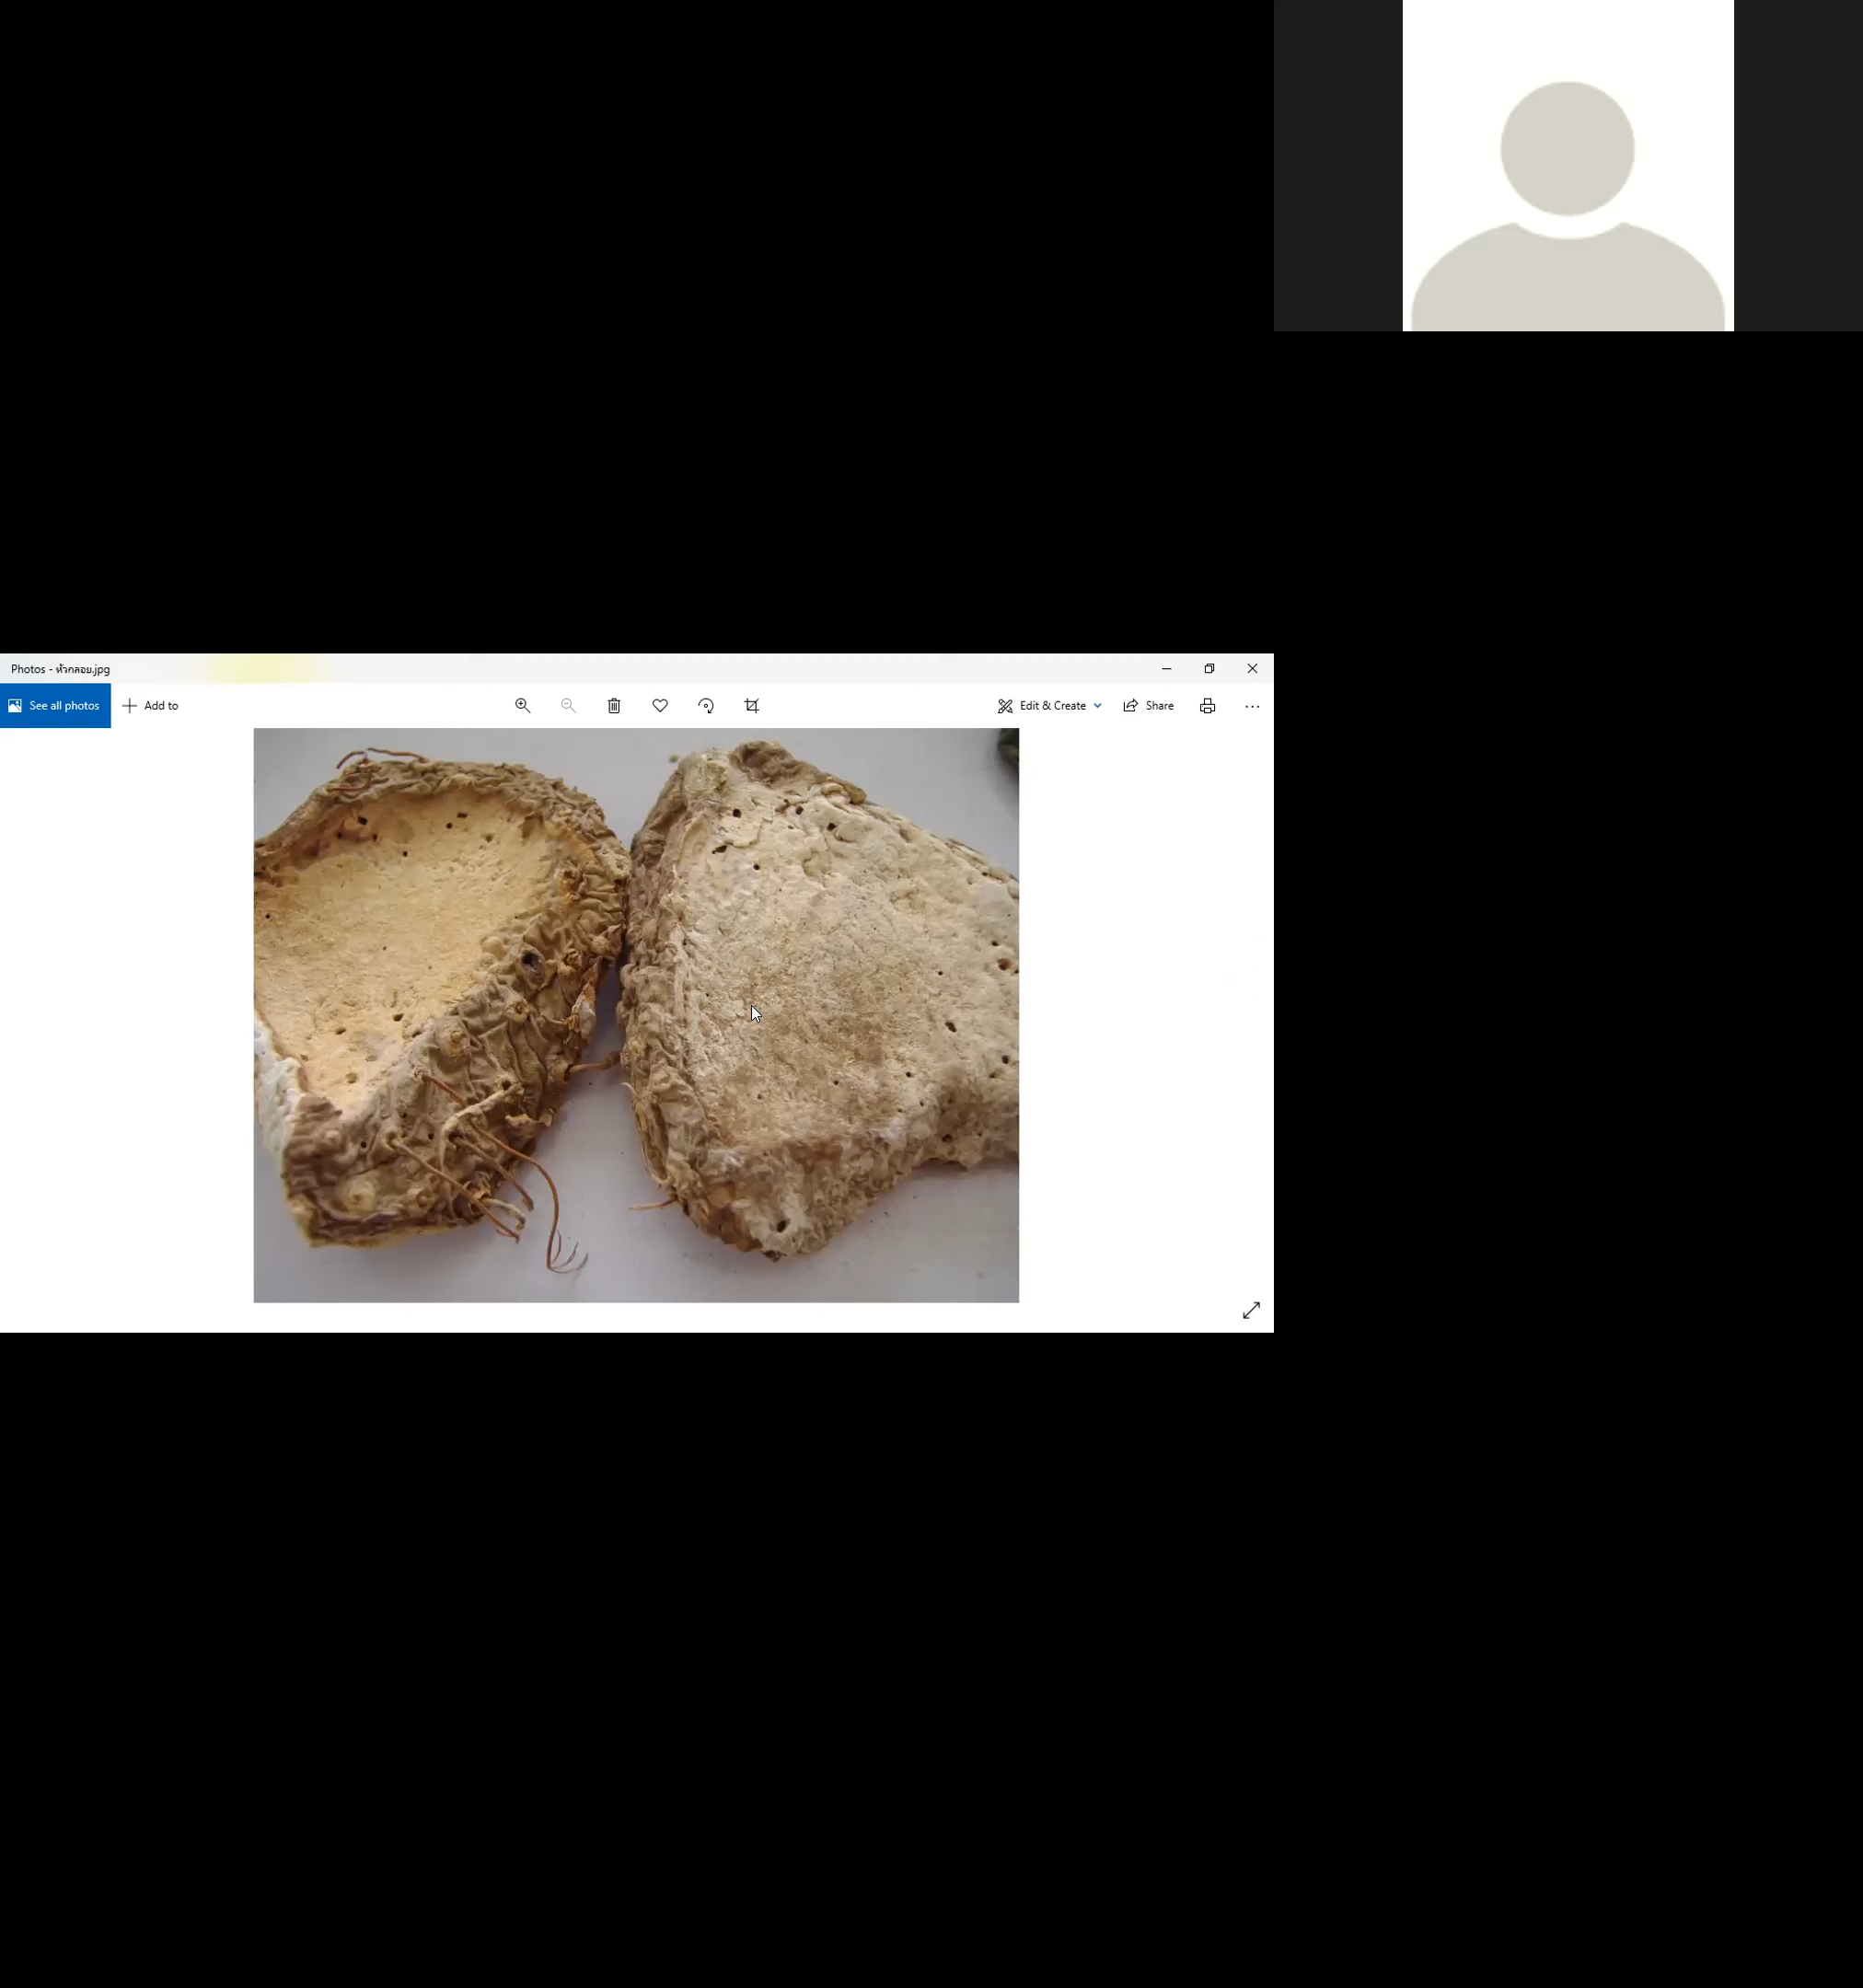 Photos - หัวกลอย.jpg
See all photos
Add to
Edit & Create
Share